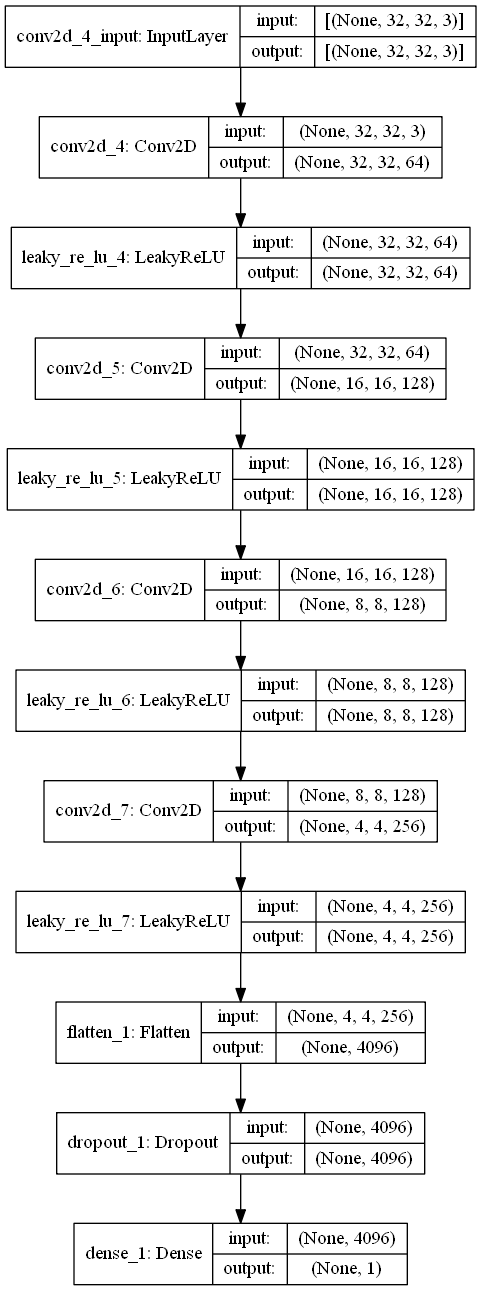 conv2d_4_input: InputLayer
input: [(None, 32, 32, 3)]
output: [(None, 32, 32, 3)]
conv2d_4: Conv2D
input: (None, 32, 32, 3)
output: (None, 32, 32, 64)
leaky_re_lu_4: LeakyReLU
input: (None, 32, 32, 64)
output: (None, 32, 32, 64)
conv2d_5: Conv2D
input: (None, 32, 32, 64)
output: (None, 16, 16, 128)
leaky_re_lu_5: LeakyReLU
input: (None, 16, 16, 128)
output: (None, 16, 16, 128)
conv2d_6: Conv2D
input: (None, 16, 16, 128)
output: (None, 8, 8, 128)
leaky_re_lu_6: LeakyReLU
input: (None, 8, 8, 128)
output: (None, 8, 8, 128)
conv2d_7: Conv2D
input: (None, 8, 8, 128)
output: (None, 4, 4, 256)
leaky_re_lu_7: LeakyReLU
input: (None, 4, 4, 256)
output: (None, 4, 4, 256)
flatten_1: Flatten
input: (None, 4, 4, 256)
output: (None, 4096)
dropout_1: Dropout
input: (None, 4096)
output: (None, 4096)
dense_1: Dense
input: (None, 4096)
output: (None, 1)